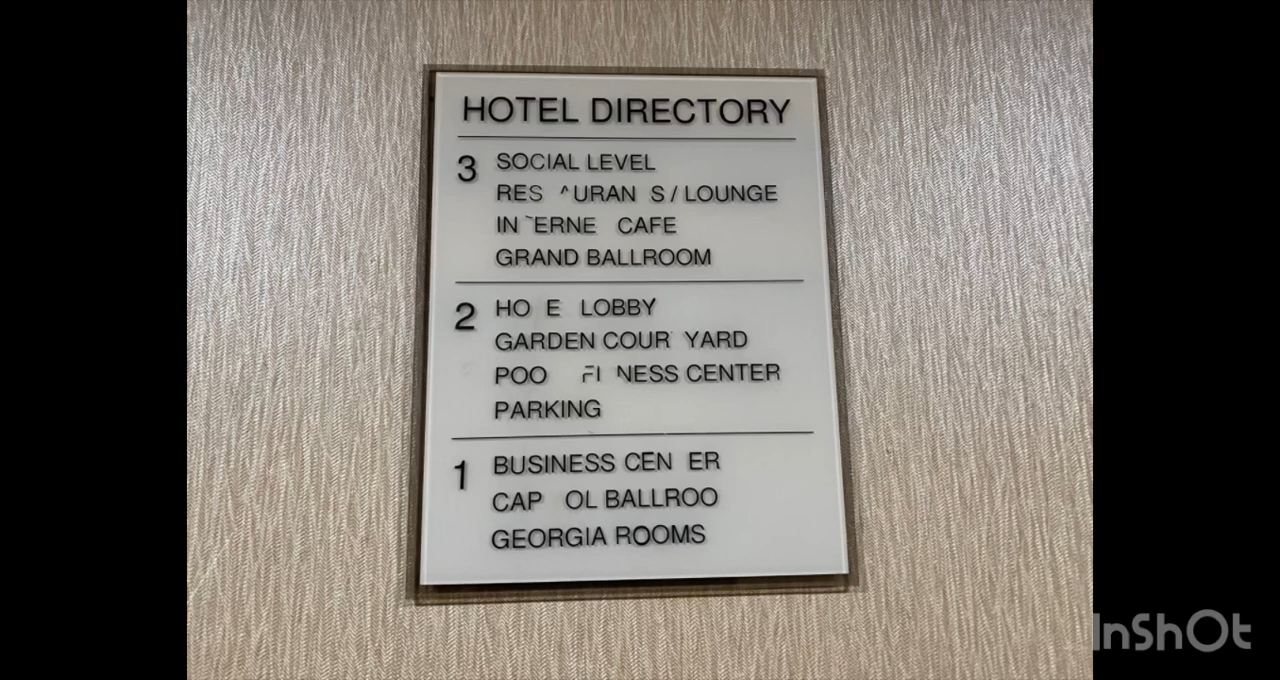 HOTEL DIRECTORY
3 SOCIAL LEVEL
RES URAN S / LOUNGE
IN ERNE CAFE
GRAND BALLROOM
2 HO E LOBBY
GARDEN COUR YARD
POO FI NESS CENTER
PARKING
1 BUSINESS CEN ER
CAP OL BALLROO
GEORGIA ROOMS
InShOt